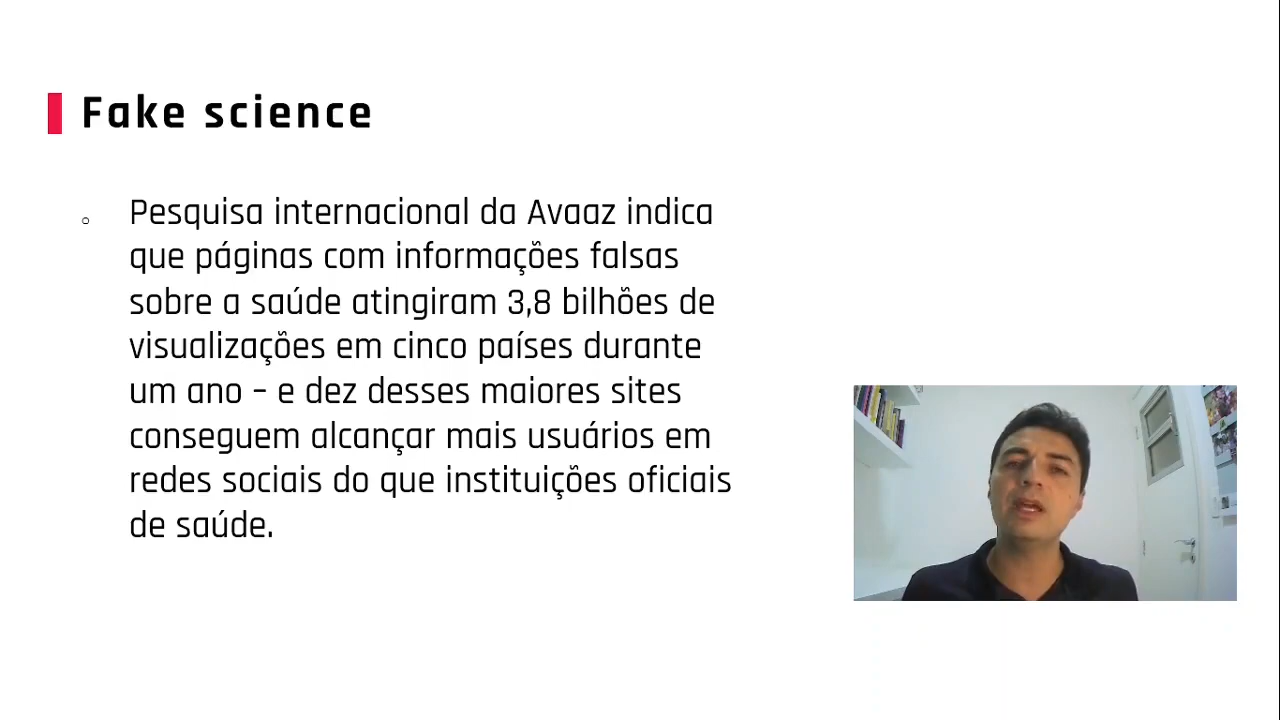 Fake science
Pesquisa internacional da Avaaz indica
que páginas com informações falsas
sobre a saúde atingiram 3,8 bilhões de
visualizações em cinco países durante
um ano – e dez desses maiores sites
conseguem alcançar mais usuários em
redes sociais do que instituições oficiais
de saúde.